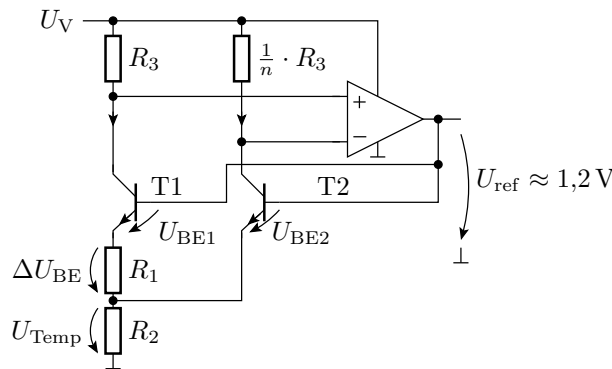 U_V
R_3
1/n · R_3
+
−
T1
T2
U_ref ≈ 1,2 V
U_BE1
U_BE2
ΔU_BE
R_1
U_Temp
R_2